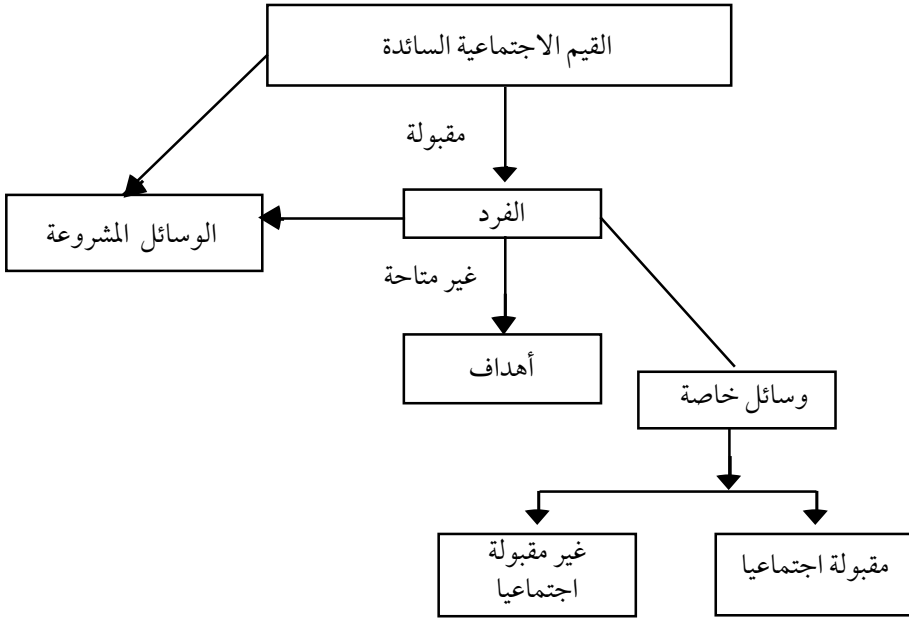 القيم الاجتماعية السائدة
مقبولة
الفرد
الوسائل المشروعة
غير متاحة
أهداف
وسائل خاصة
مقبولة اجتماعيا
غير مقبولة
اجتماعيا